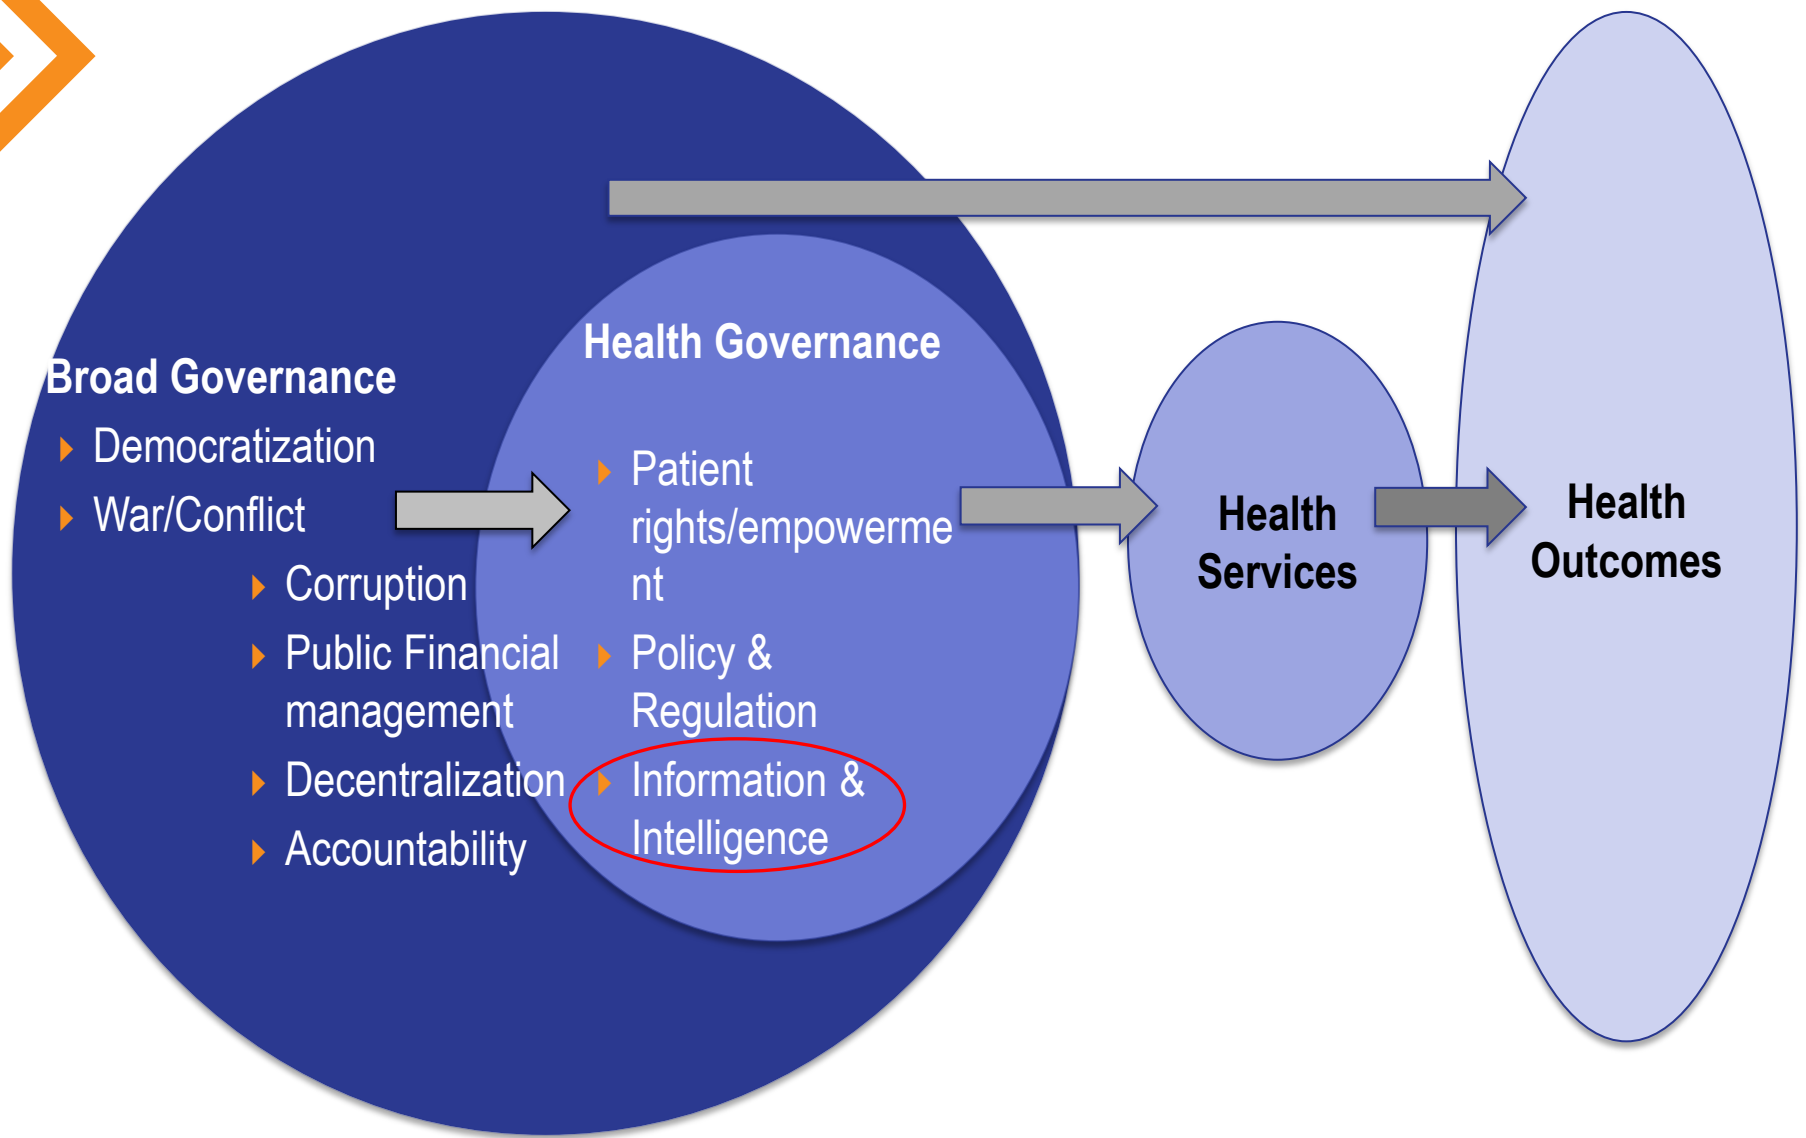 Broad Governance
Democratization
War/Conflict
Corruption
Public Financial
management
Decentralization
Accountability
Health Governance
Patient
rights/empowerme
nt
Policy &
Regulation
Information &
Intelligence
Health
Services
Health
Outcomes